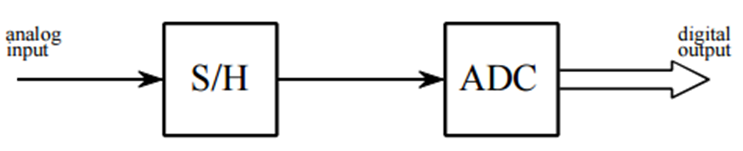 analog
input
S/H
ADC
digital
output